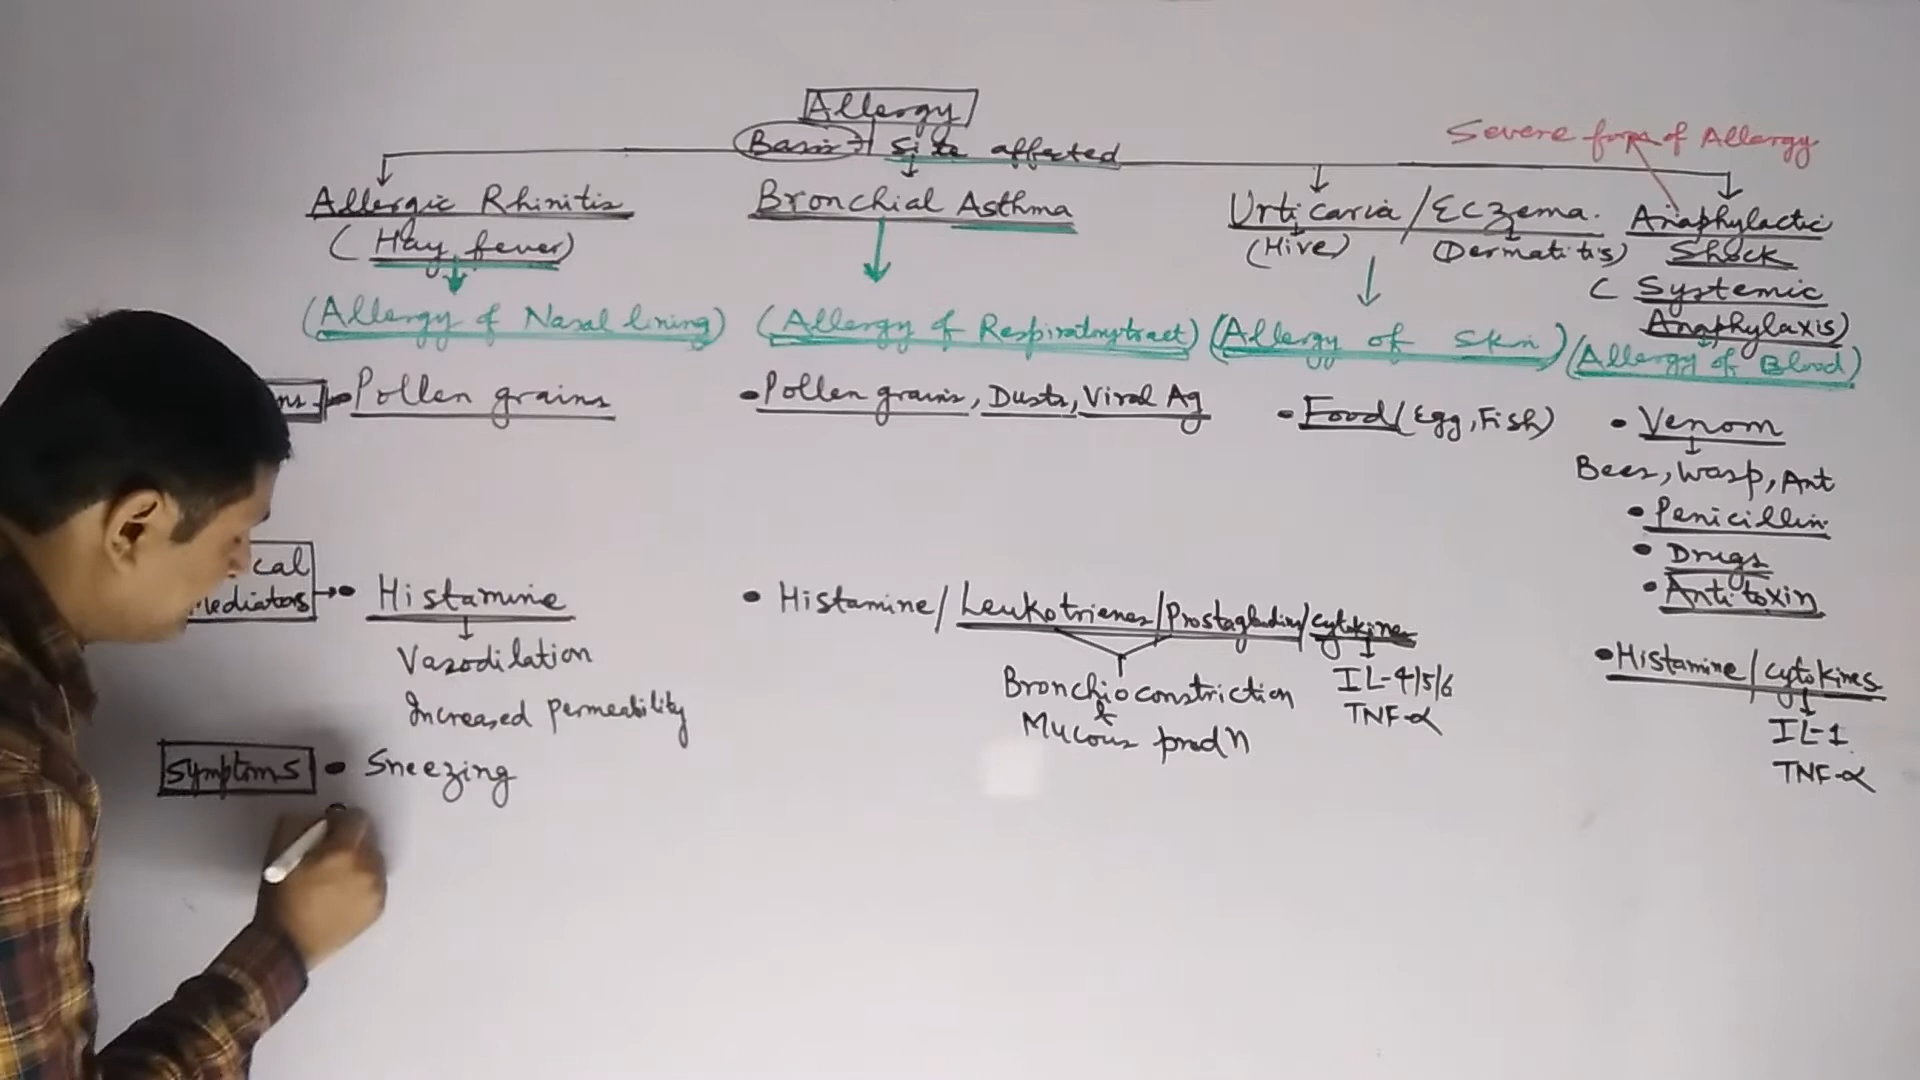 Allergy
Basis → Site affected
Severe form of Allergy
Allergic Rhinitis
(Hay fever)
(Allergy of Nasal lining)
Bronchial Asthma
(Allergy of Respiratory tract)
Urticaria / Eczema.
(Hive) (Dermatitis)
(Allergy of Skin)
Anaphylactic
Shock
(Systemic
Anaphylaxis)
(Allergy of Blood)
ns → • Pollen grains
• Pollen grains, Dusts, Viral Ag
• Food (Egg, Fish)
• Venom
Bees, Wasp, Ant
• Penicillin
• Drugs
• Antitoxin
cal
Mediators → • Histamine
Vasodilation
Increased permeability
• Histamine / Leukotrienes / Prostaglandins / Cytokines
Bronchioconstriction
&
Mucous prodn
IL-4/5/6
TNF-α
• Histamine / Cytokines
IL-1
TNF-α
Symptoms • Sneezing